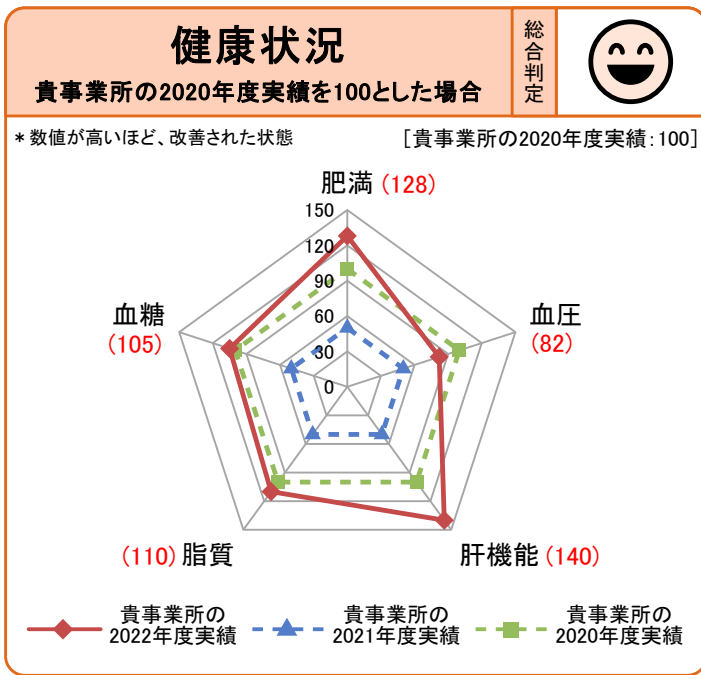 健康状況
貴事業所の2020年度実績を100とした場合
総合判定
＊数値が高いほど、改善された状態
［貴事業所の2020年度実績：100］
肥満（128）
150
120
90
60
30
0
血糖
（105）
血圧
（82）
（110）脂質
肝機能（140）
貴事業所の
2022年度実績
貴事業所の
2021年度実績
貴事業所の
2020年度実績